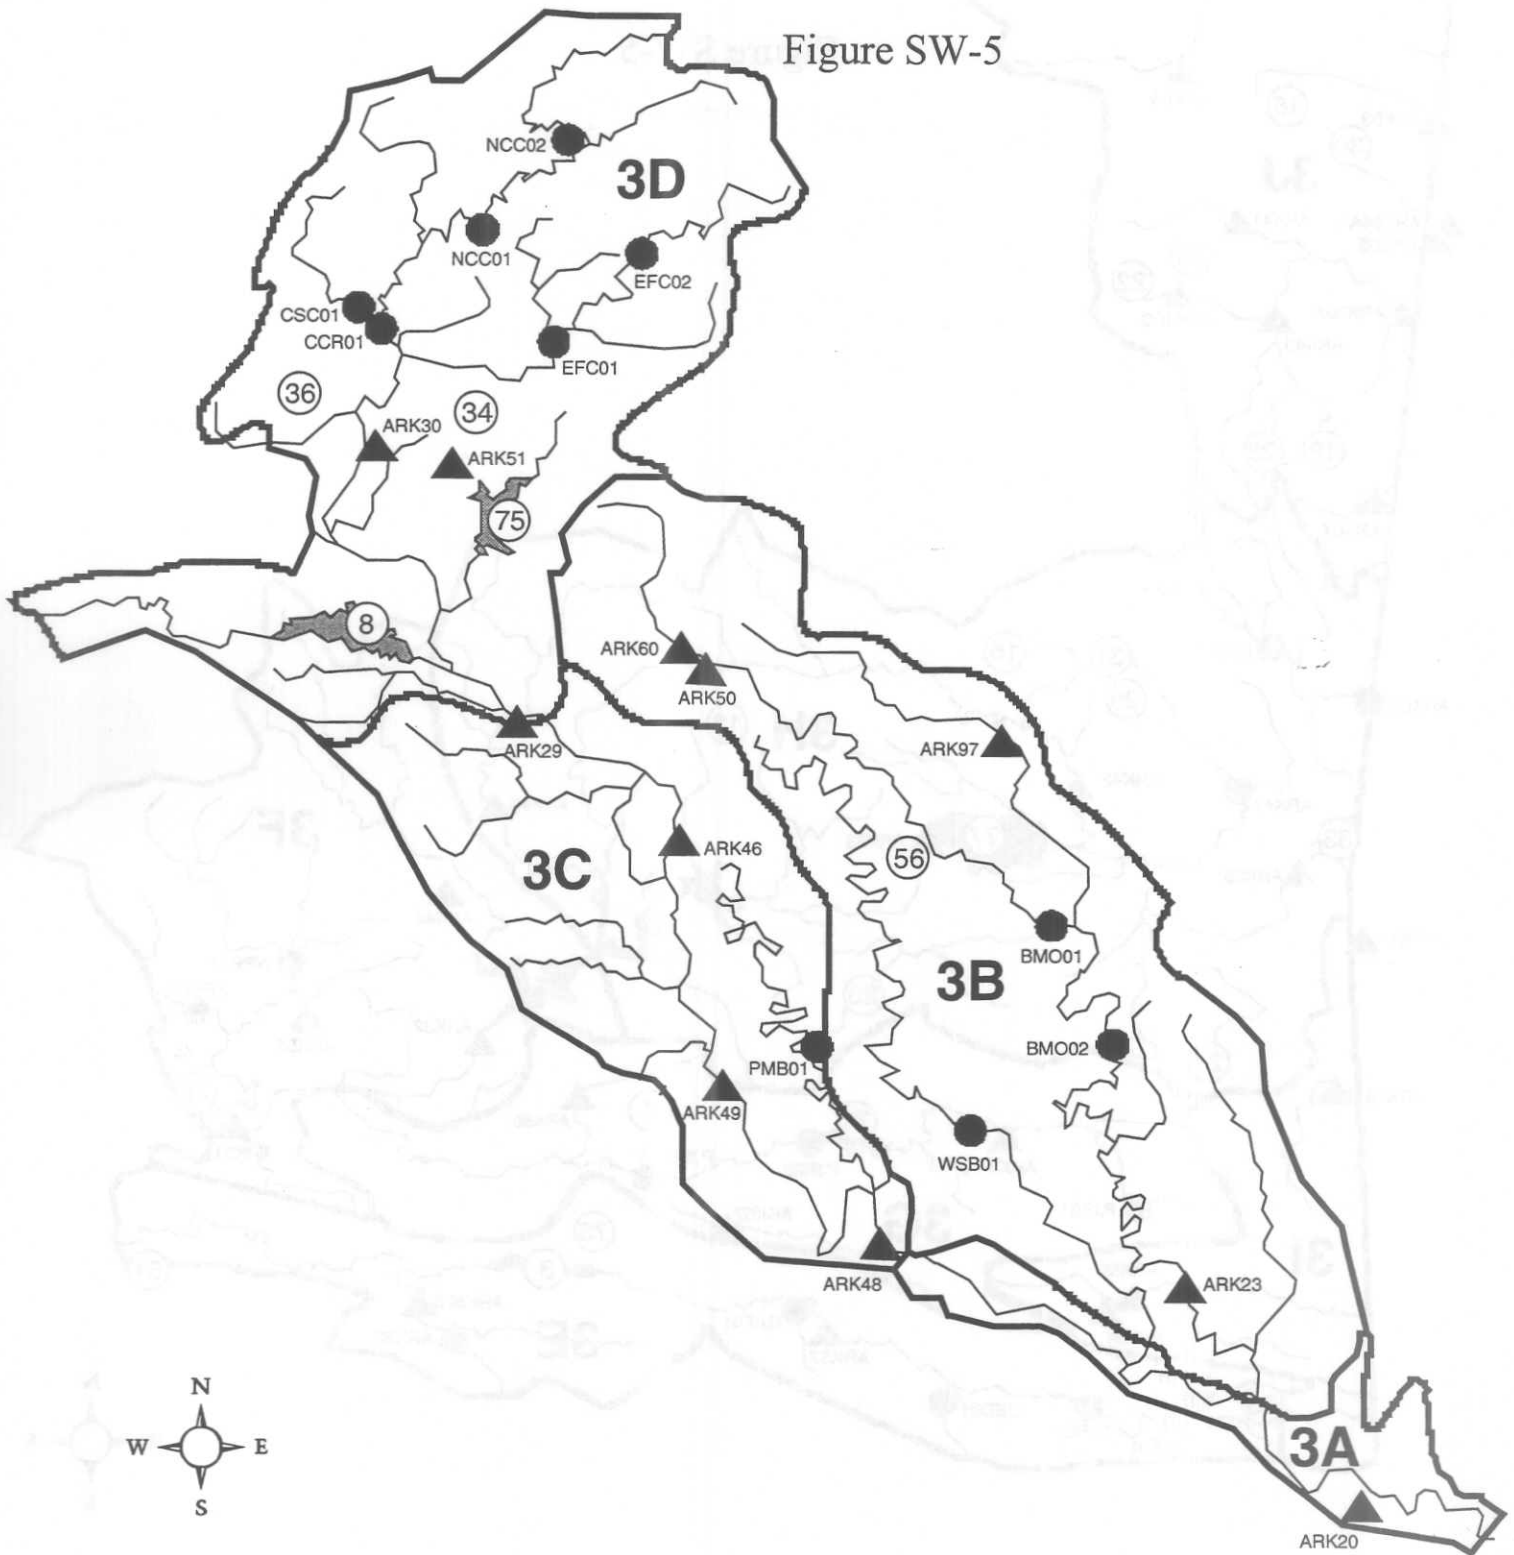 Figure SW-5
NCC02
3D
NCC01
EFC02
CSC01
CCR01
EFC01
36
34
ARK30
ARK51
75
8
ARK60
ARK50
ARK29
ARK97
ARK46
56
3C
BMO01
3B
BMO02
PMB01
ARK49
WSB01
ARK48
ARK23
N
W
E
S
3A
ARK20